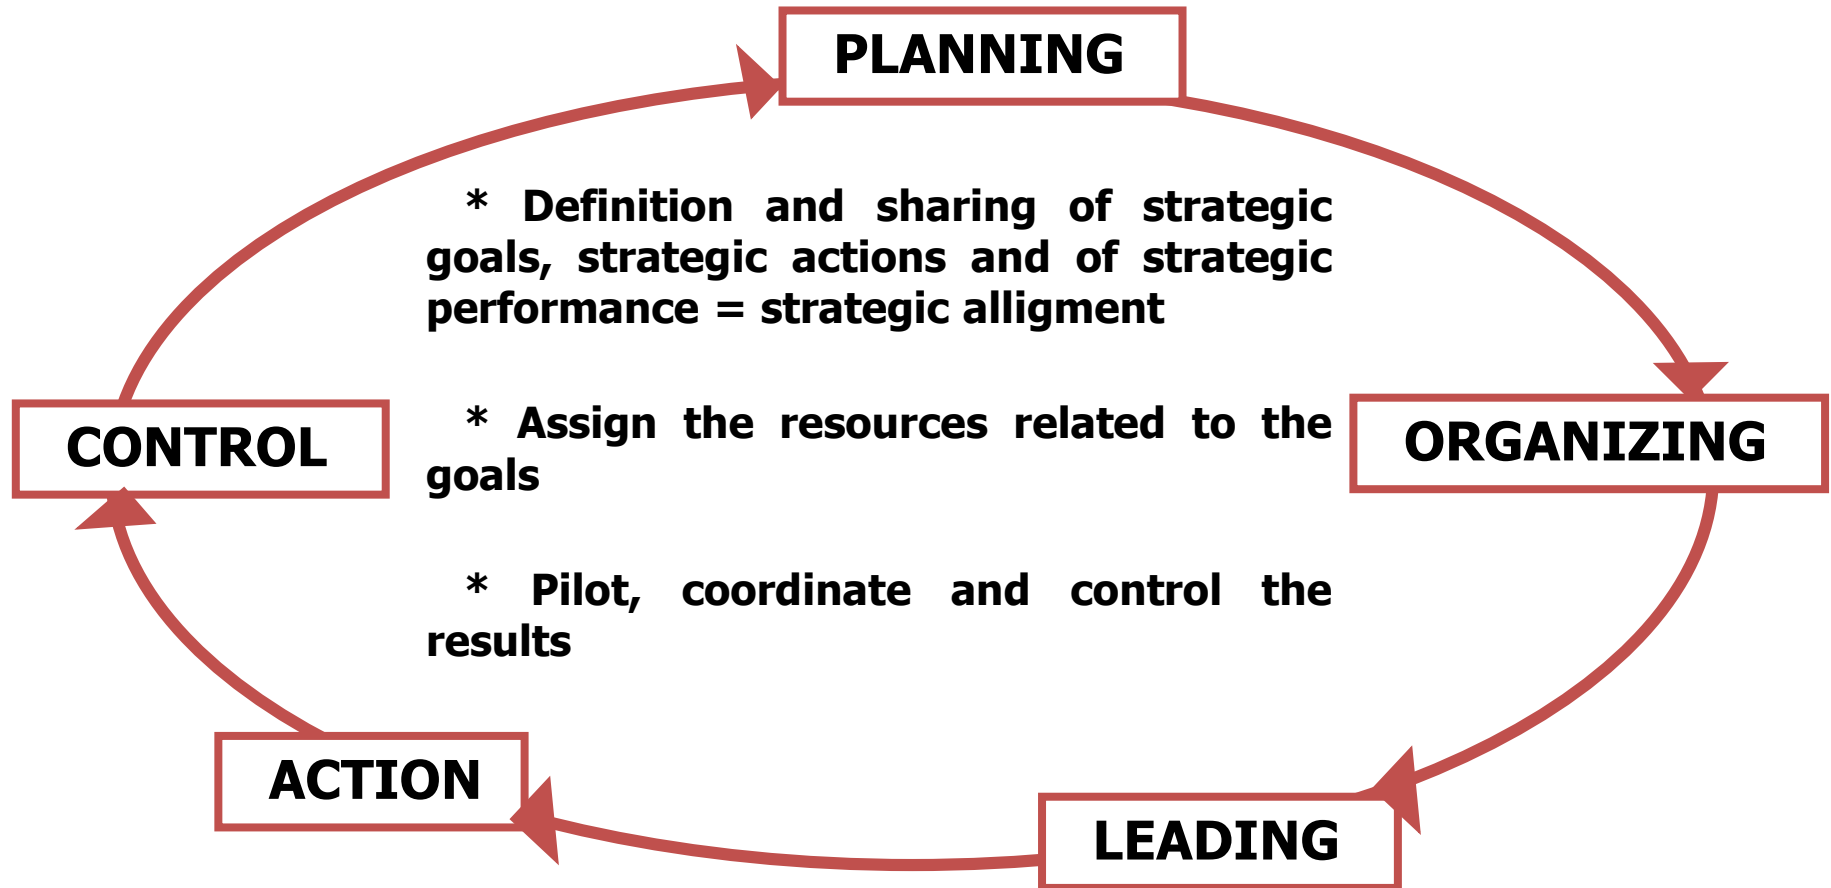 PLANNING
* Definition and sharing of strategic
goals, strategic actions and of strategic
performance = strategic alligment
* Assign the resources related to the
goals
CONTROL
ORGANIZING
* Pilot, coordinate and control the
results
ACTION
LEADING